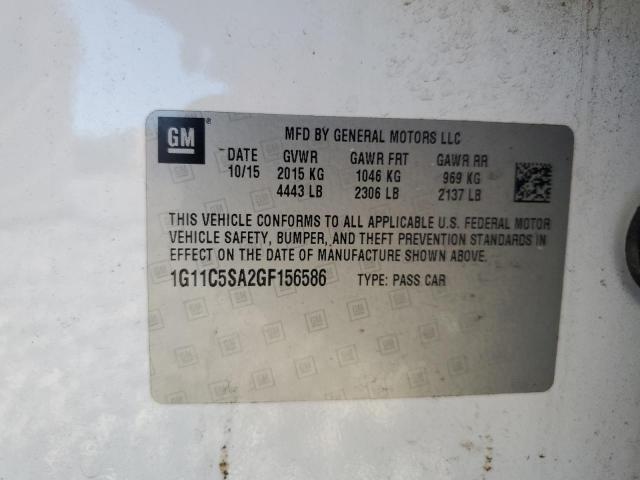 GM ® MFD BY GENERAL MOTORS LLC
DATE GVWR GAWR FRT GAWR RR
10/15 2015 KG 1046 KG 969 KG
4443 LB 2306 LB 2137 LB
THIS VEHICLE CONFORMS TO ALL APPLICABLE U.S. FEDERAL MOTOR
VEHICLE SAFETY, BUMPER, AND THEFT PREVENTION STANDARDS IN
EFFECT ON THE DATE OF MANUFACTURE SHOWN ABOVE.
1G11C5SA2GF156586 TYPE: PASS CAR